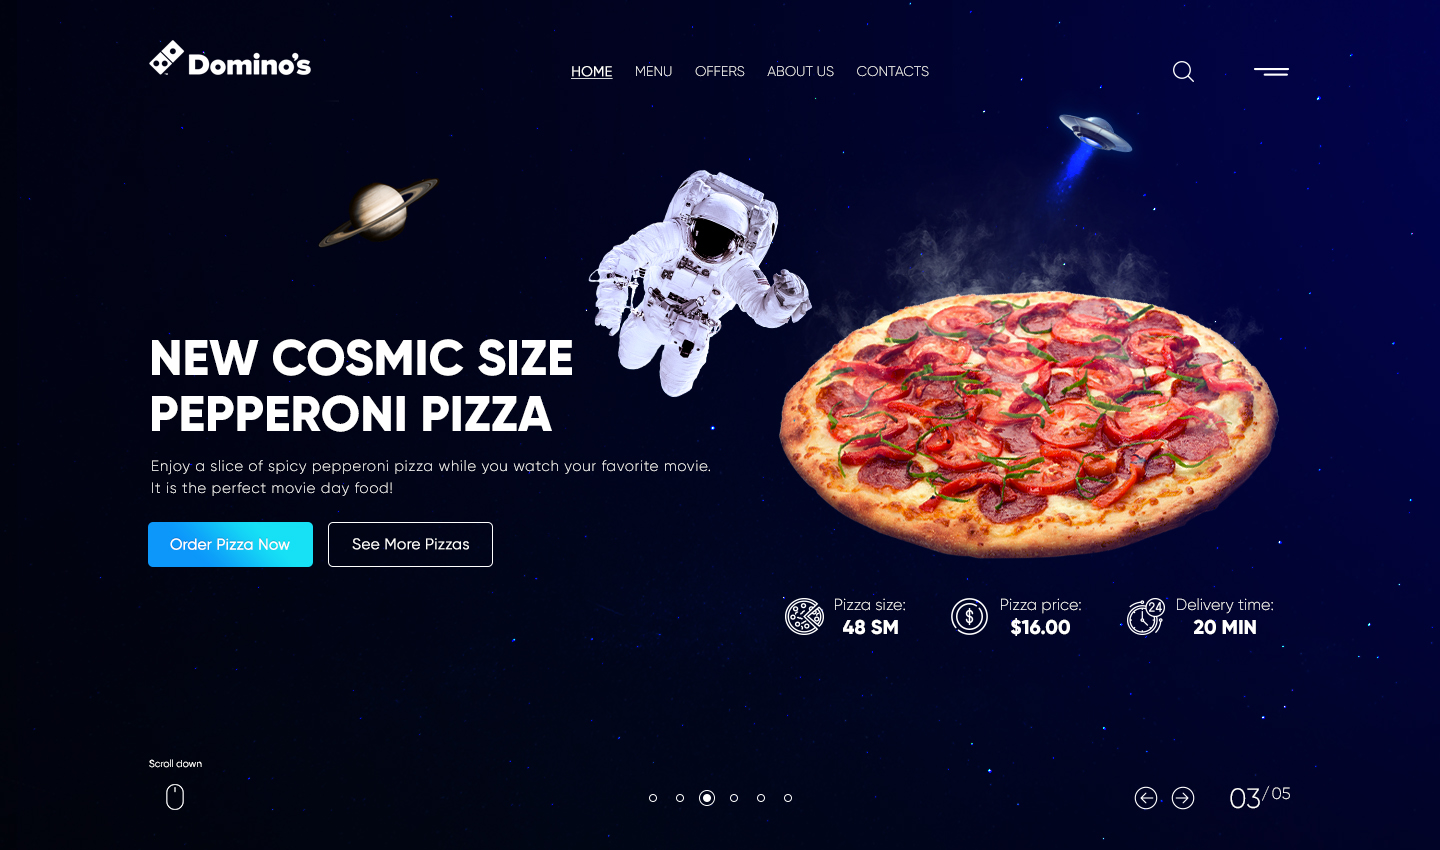 Domino's
HOME MENU OFFERS ABOUT US CONTACTS
NEW COSMIC SIZE
PEPPERONI PIZZA
Enjoy a slice of spicy pepperoni pizza while you watch your favorite movie.
It is the perfect movie day food!
Order Pizza Now
See More Pizzas
Pizza size:
48 SM
$
Pizza price:
$16.00
24
Delivery time:
20 MIN
Scroll down
03/05